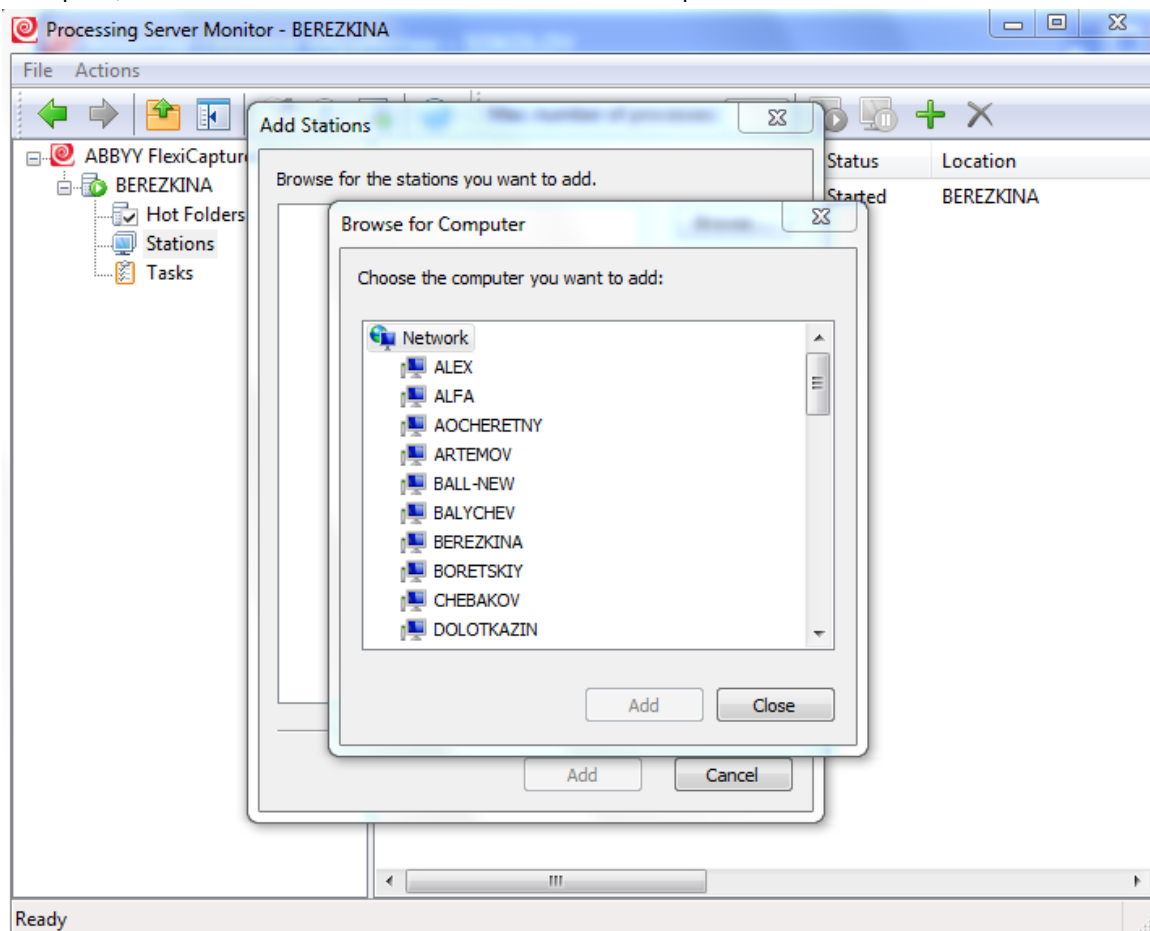 Processing Server Monitor - BEREZKINA
File Actions
Add Stations
Browse for the stations you want to add.
Browse for Computer
Choose the computer you want to add:
Network
ALEX
ALFA
AOCHERETNY
ARTEMOV
BALL-NEW
BALYCHEV
BEREZKINA
BORETSKIY
CHEBAKOV
DOLOTKAZIN
Add Close
Add Cancel
ABBYY FlexiCapture
BEREZKINA
Hot Folders
Stations
Tasks
Status Location
Started BEREZKINA
Ready